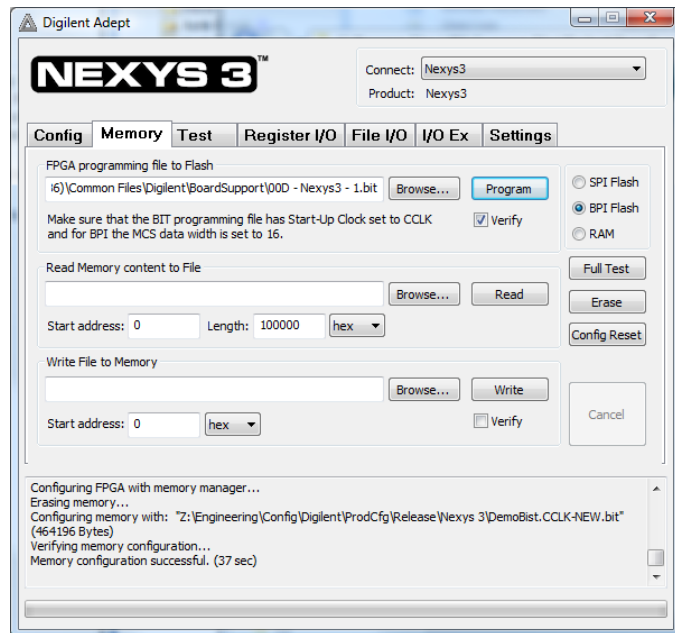 Digilent Adept
NEXYS 3™
Connect: Nexys3
Product: Nexys3
Config Memory Test Register I/O File I/O I/O Ex Settings
FPGA programming file to Flash
36)\Common Files\Digilent\BoardSupport\00D - Nexys3 - 1.bit Browse... Program
Make sure that the BIT programming file has Start-Up Clock set to CCLK
and for BPI the MCS data width is set to 16.
Verify
SPI Flash
BPI Flash
RAM
Read Memory content to File
Browse... Read
Start address: 0 Length: 100000 hex
Full Test
Erase
Config Reset
Write File to Memory
Browse... Write
Start address: 0 hex Verify
Cancel
Configuring FPGA with memory manager...
Erasing memory...
Configuring memory with: "Z:\Engineering\Config\Digilent\ProdCfg\Release\Nexys 3\DemoBist.CCLK-NEW.bit"
(464196 Bytes)
Verifying memory configuration...
Memory configuration successful. (37 sec)